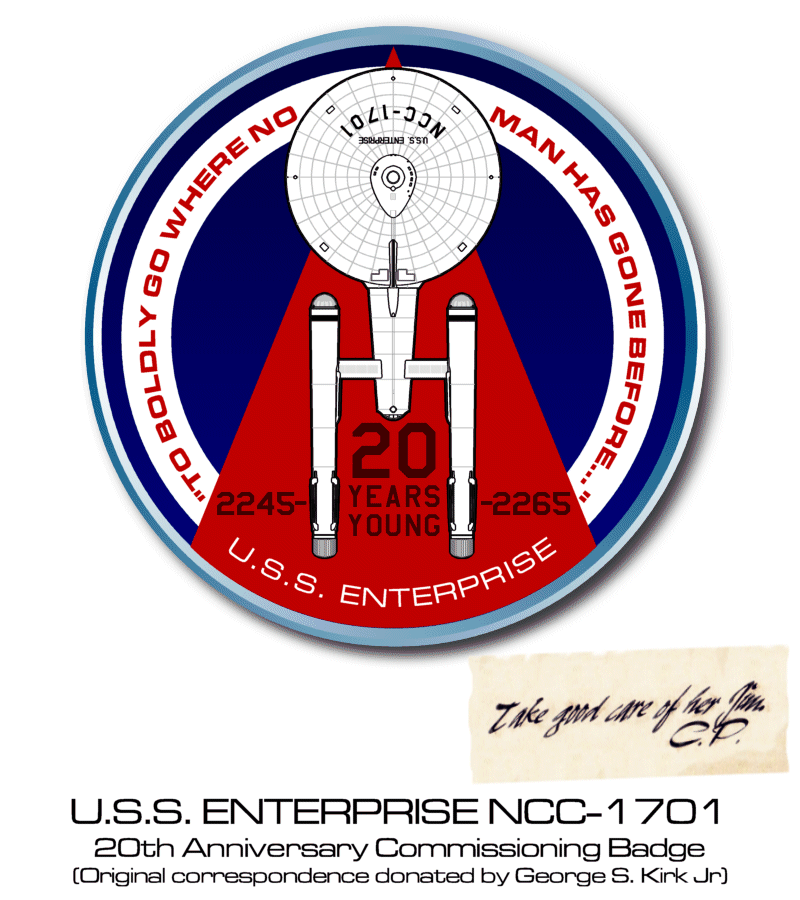 "TO BOLDLY GO WHERE NO MAN HAS GONE BEFORE..."
NCC-1701
U.S.S. ENTERPRISE
20
YEARS
YOUNG
2245-
-2265
U.S.S. ENTERPRISE
Take good care of her Jim.
C.P.
U.S.S. ENTERPRISE NCC-1701
20th Anniversary Commissioning Badge
(Original correspondence donated by George S. Kirk Jr)